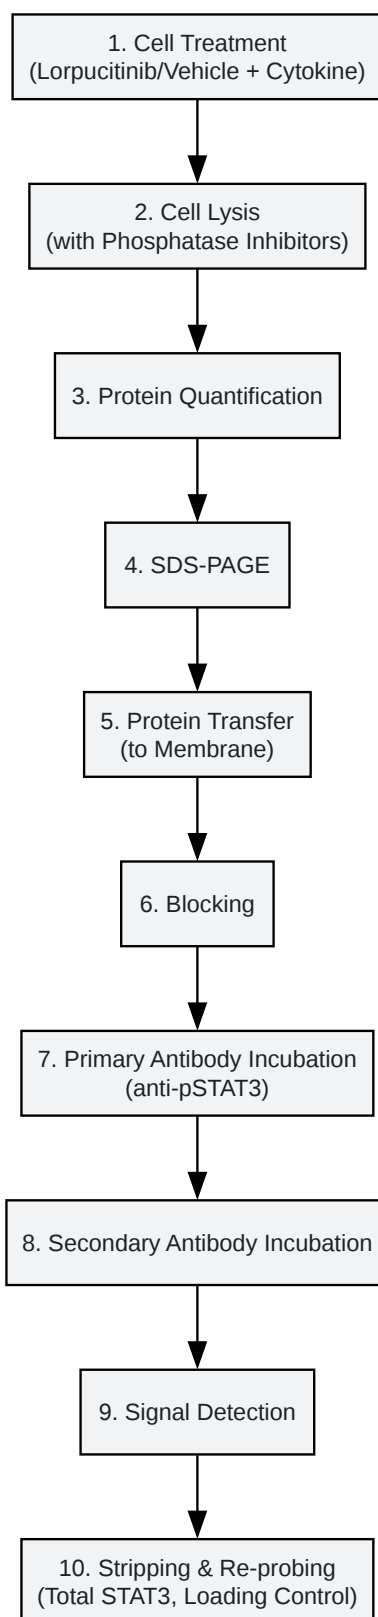 1. Cell Treatment
(Lorpucitinib/Vehicle + Cytokine)
2. Cell Lysis
(with Phosphatase Inhibitors)
3. Protein Quantification
4. SDS-PAGE
5. Protein Transfer
(to Membrane)
6. Blocking
7. Primary Antibody Incubation
(anti-pSTAT3)
8. Secondary Antibody Incubation
9. Signal Detection
10. Stripping & Re-probing
(Total STAT3, Loading Control)